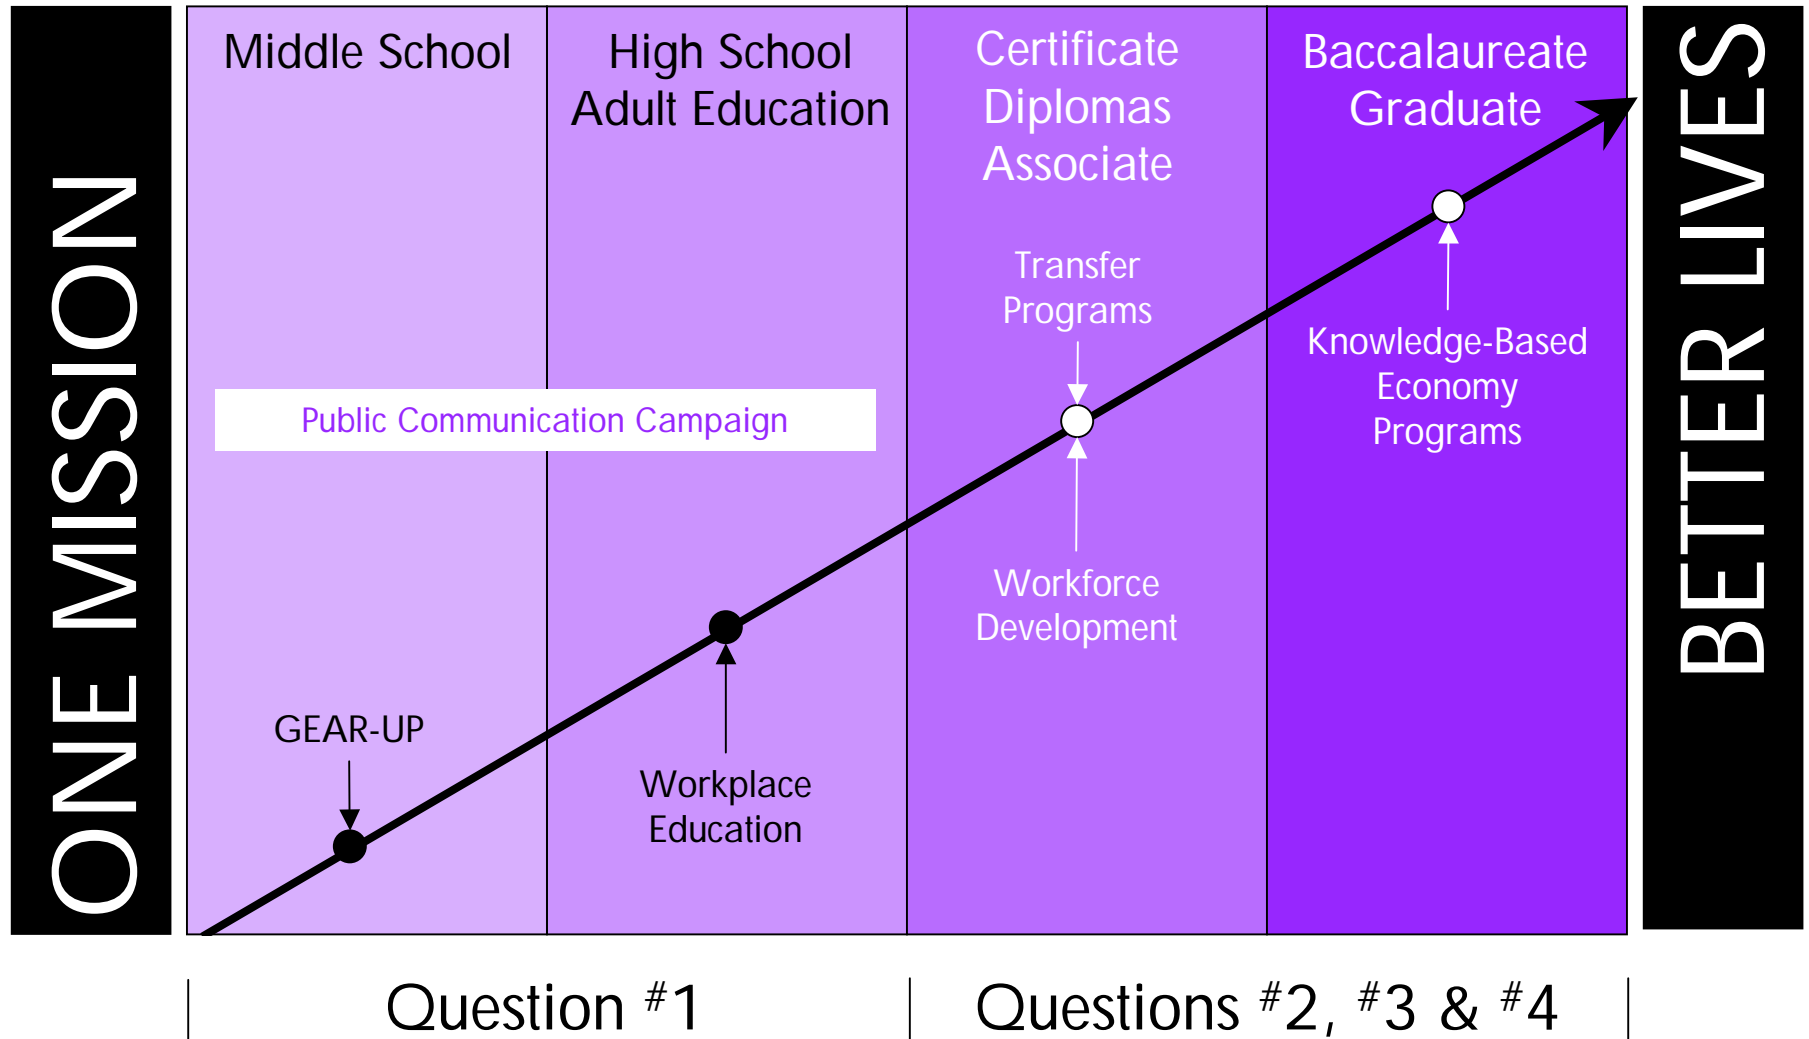 ONE MISSION
Middle School
High School
Adult Education
Certificate
Diplomas
Associate
Baccalaureate
Graduate
Transfer
Programs
Knowledge-Based
Economy
Programs
Public Communication Campaign
Workforce
Development
GEAR-UP
Workplace
Education
BETTER LIVES
Question #1
Questions #2, #3 & #4